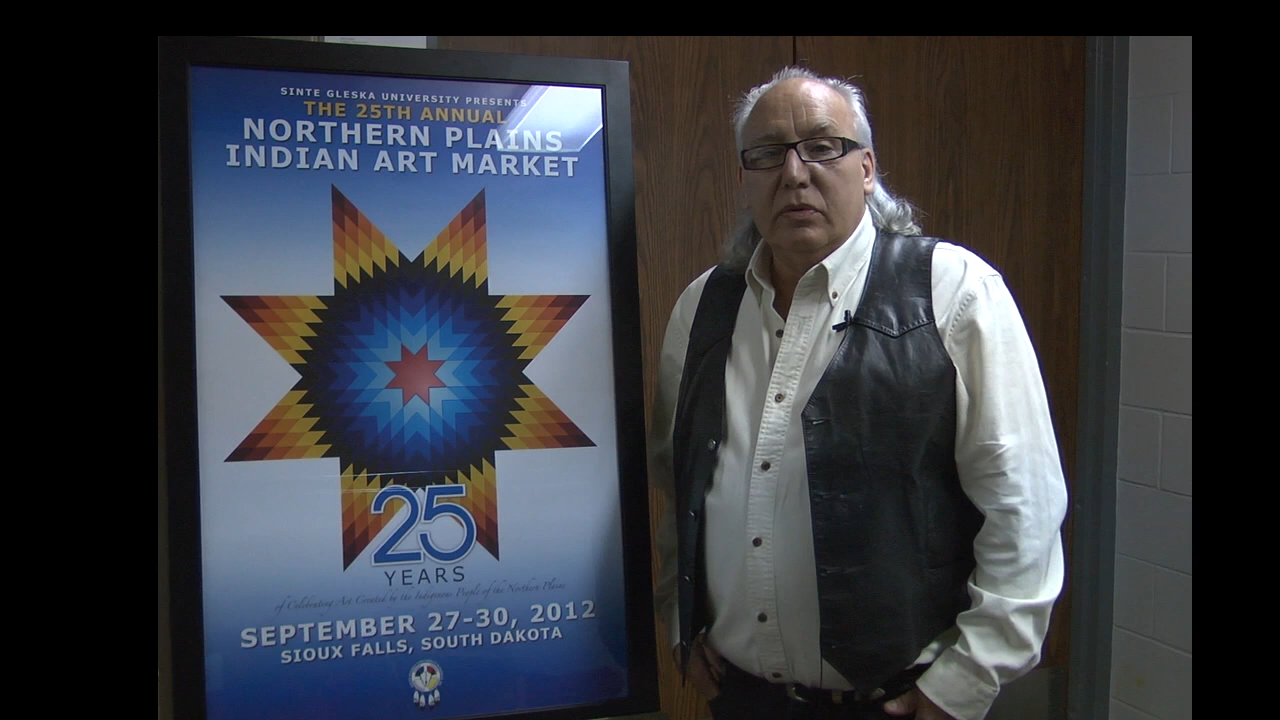 SINTE GLESKA UNIVERSITY PRESENTS
THE 25TH ANNUAL
NORTHERN PLAINS
INDIAN ART MARKET
25
YEARS
of Celebrating Art Created by the Indigenous People of the Northern Plains
SEPTEMBER 27-30, 2012
SIOUX FALLS, SOUTH DAKOTA